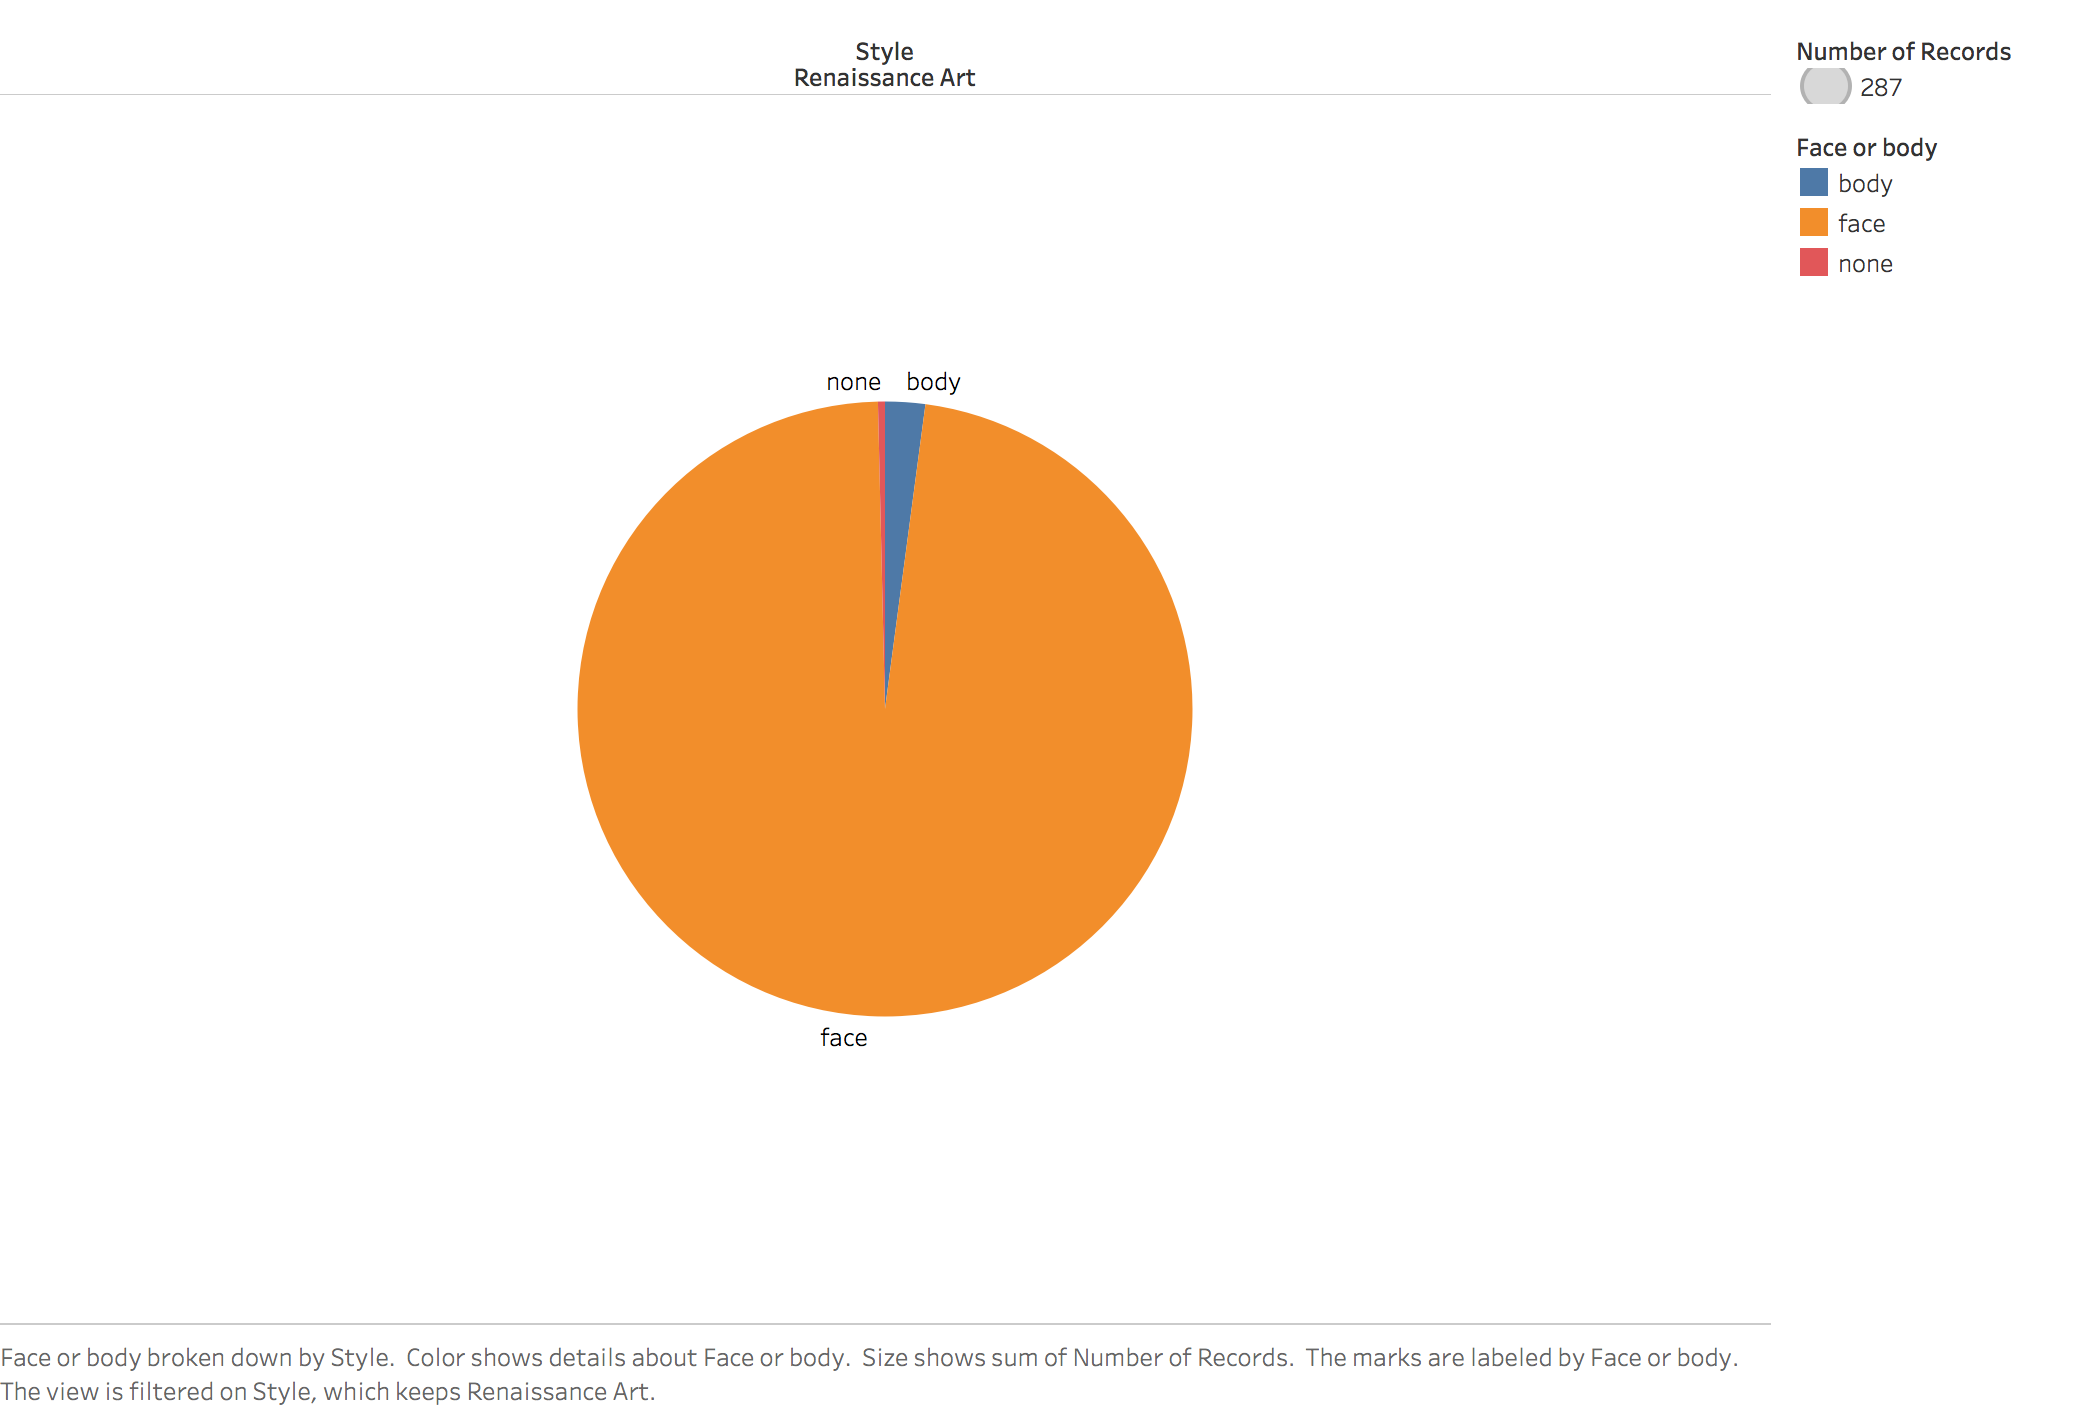 Style
Renaissance Art
Number of Records
287
Face or body
body
face
none
none
body
face
Face or body broken down by Style.  Color shows details about Face or body.  Size shows sum of Number of Records.  The marks are labeled by Face or body.
The view is filtered on Style, which keeps Renaissance Art.